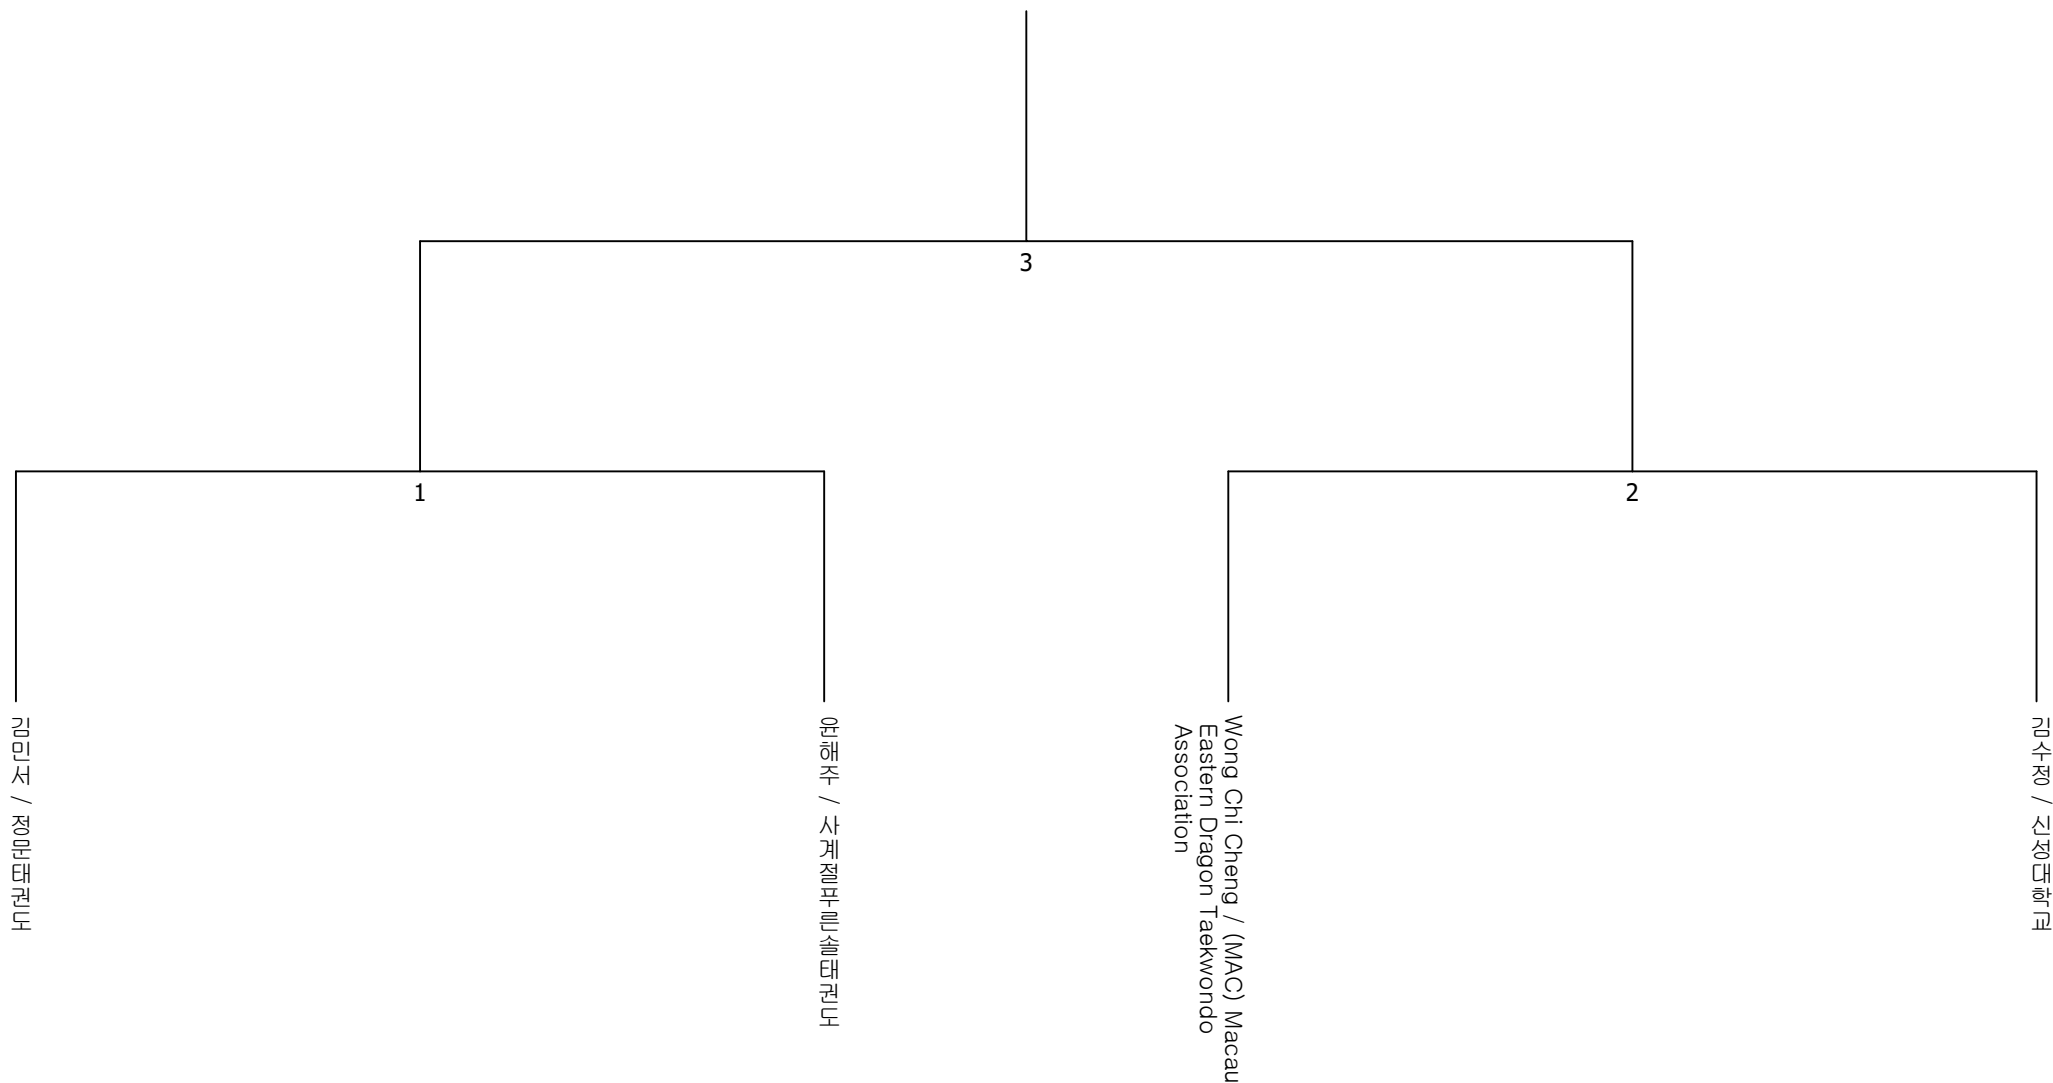 3
1
2
김민서 / 정문태권도
윤해주 / 사계절푸른솔태권도
Wong Chi Cheng / (MAC) Macau
Eastern Dragon Taekwondo
Association
김수정 / 신성대학교